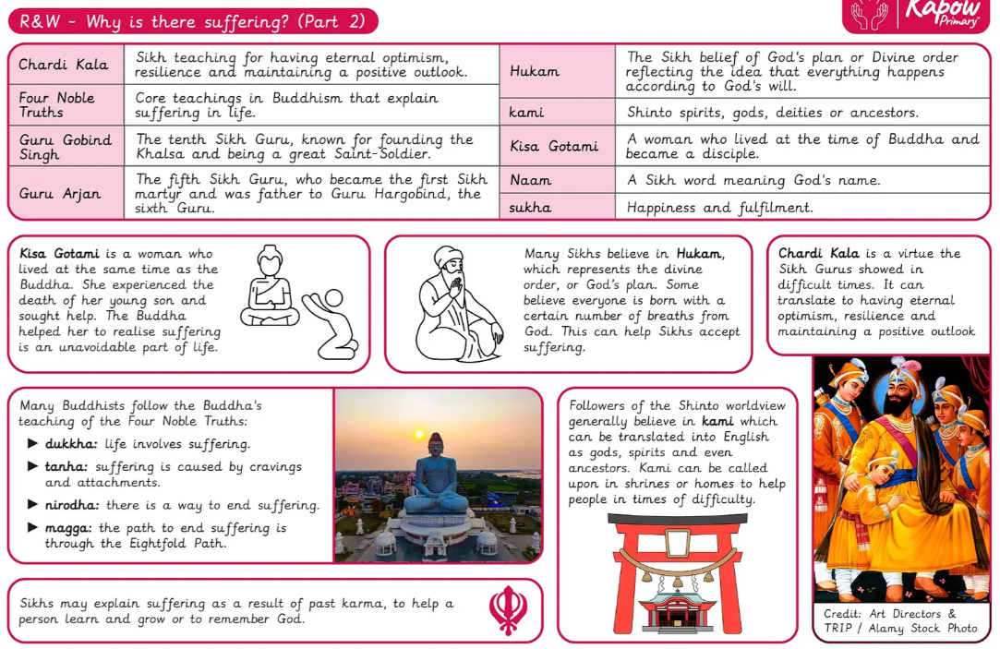 R&W - Why is there suffering? (Part 2)
Kapow
Primary
Chardi Kala
Sikh teaching for having eternal optimism,
resilience and maintaining a positive outlook.
Four Noble
Truths
Core teachings in Buddhism that explain
suffering in life.
Guru Gobind
Singh
The tenth Sikh Guru, known for founding the
Khalsa and being a great Saint-Soldier.
Guru Arjan
The fifth Sikh Guru, who became the first Sikh
martyr and was father to Guru Hargobind, the
sixth Guru.
Hukam
The Sikh belief of God's plan or Divine order
reflecting the idea that everything happens
according to God's will.
kami
Shinto spirits, gods, deities or ancestors.
Kisa Gotami
A woman who lived at the time of Buddha and
became a disciple.
Naam
A Sikh word meaning God's name.
sukha
Happiness and fulfilment.
Kisa Gotami is a woman who
lived at the same time as the
Buddha. She experienced the
death of her young son and
sought help. The Buddha
helped her to realise suffering
is an unavoidable part of life.
Many Sikhs believe in Hukam,
which represents the divine
order, or God's plan. Some
believe everyone is born with a
certain number of breaths from
God. This can help Sikhs accept
suffering.
Chardi Kala is a virtue the
Sikh Gurus showed in
difficult times. It can
translate to having eternal
optimism, resilience and
maintaining a positive outlook
Many Buddhists follow the Buddha's
teaching of the Four Noble Truths:
▶ dukkha: life involves suffering.
▶ tanha: suffering is caused by cravings
and attachments.
▶ nirodha: there is a way to end suffering.
▶ magga: the path to end suffering is
through the Eightfold Path.
Followers of the Shinto worldview
generally believe in kami which
can be translated into English
as gods, spirits and even
ancestors. Kami can be called
upon in shrines or homes to help
people in times of difficulty.
Sikhs may explain suffering as a result of past karma, to help a
person learn and grow or to remember God.
Credit: Art Directors &
TRIP / Alamy Stock Photo